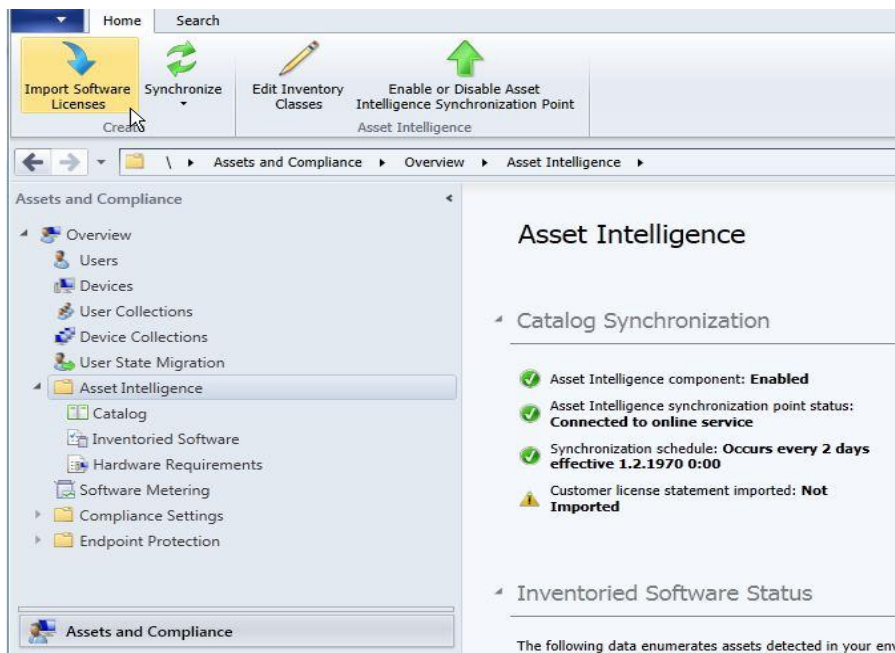 Home Search
Import Software Licenses
Synchronize
Edit Inventory Classes
Enable or Disable Asset Intelligence Synchronization Point
Asset Intelligence
\ Assets and Compliance Overview Asset Intelligence
Assets and Compliance
Overview
Users
Devices
User Collections
Device Collections
User State Migration
Asset Intelligence
Catalog
Inventoried Software
Hardware Requirements
Software Metering
Compliance Settings
Endpoint Protection
Assets and Compliance
Asset Intelligence
Catalog Synchronization
Asset Intelligence component: Enabled
Asset Intelligence synchronization point status:
Connected to online service
Synchronization schedule: Occurs every 2 days
effective 1.2.1970 0:00
Customer license statement imported: Not
Imported
Inventoried Software Status
The following data enumerates assets detected in your